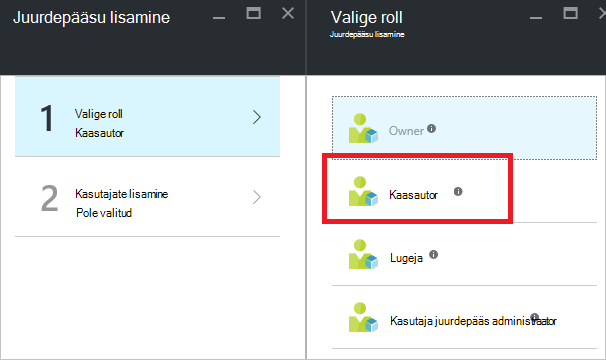 Juurdepääsu lisamine
1
Valige roll
Kaasautor
2
Kasutajate lisamine
Pole valitud
Valige roll
Juurdepääsu lisamine
Owner
Kaasautor
Lugeja
Kasutaja juurdepääs administraator